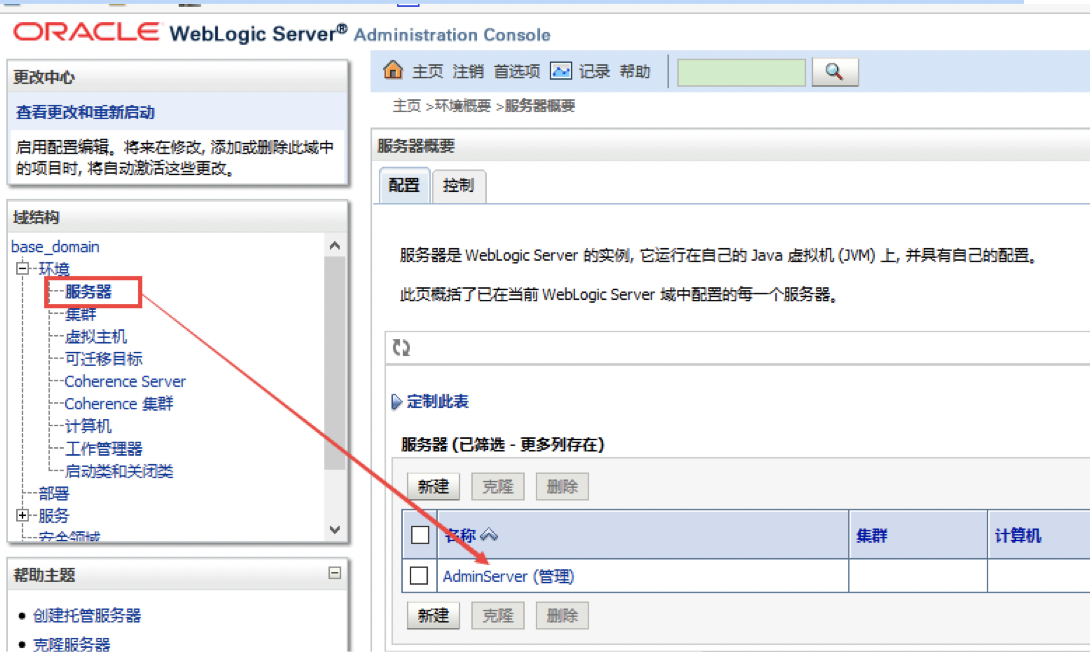 ORACLE WebLogic Server® Administration Console
更改中心
查看更改和重新启动
启用配置编辑。将来在修改, 添加或删除此域中
的项目时, 将自动激活这些更改。
域结构
base_domain
环境
服务器
集群
虚拟主机
可迁移目标
Coherence Server
Coherence 集群
计算机
工作管理器
启动类和关闭类
部署
服务
安全领域
帮助主题
创建托管服务器
克隆服务器
主页 注销 首选项 记录 帮助
主页 >环境概要 >服务器概要
服务器概要
配置 控制
服务器是 WebLogic Server 的实例, 它运行在自己的 Java 虚拟机 (JVM) 上, 并具有自己的配置。
此页概括了已在当前 WebLogic Server 域中配置的每一个服务器。
定制此表
服务器 (已筛选 - 更多列存在)
新建 克隆 删除
名称 集群 计算机
AdminServer (管理)
新建 克隆 删除